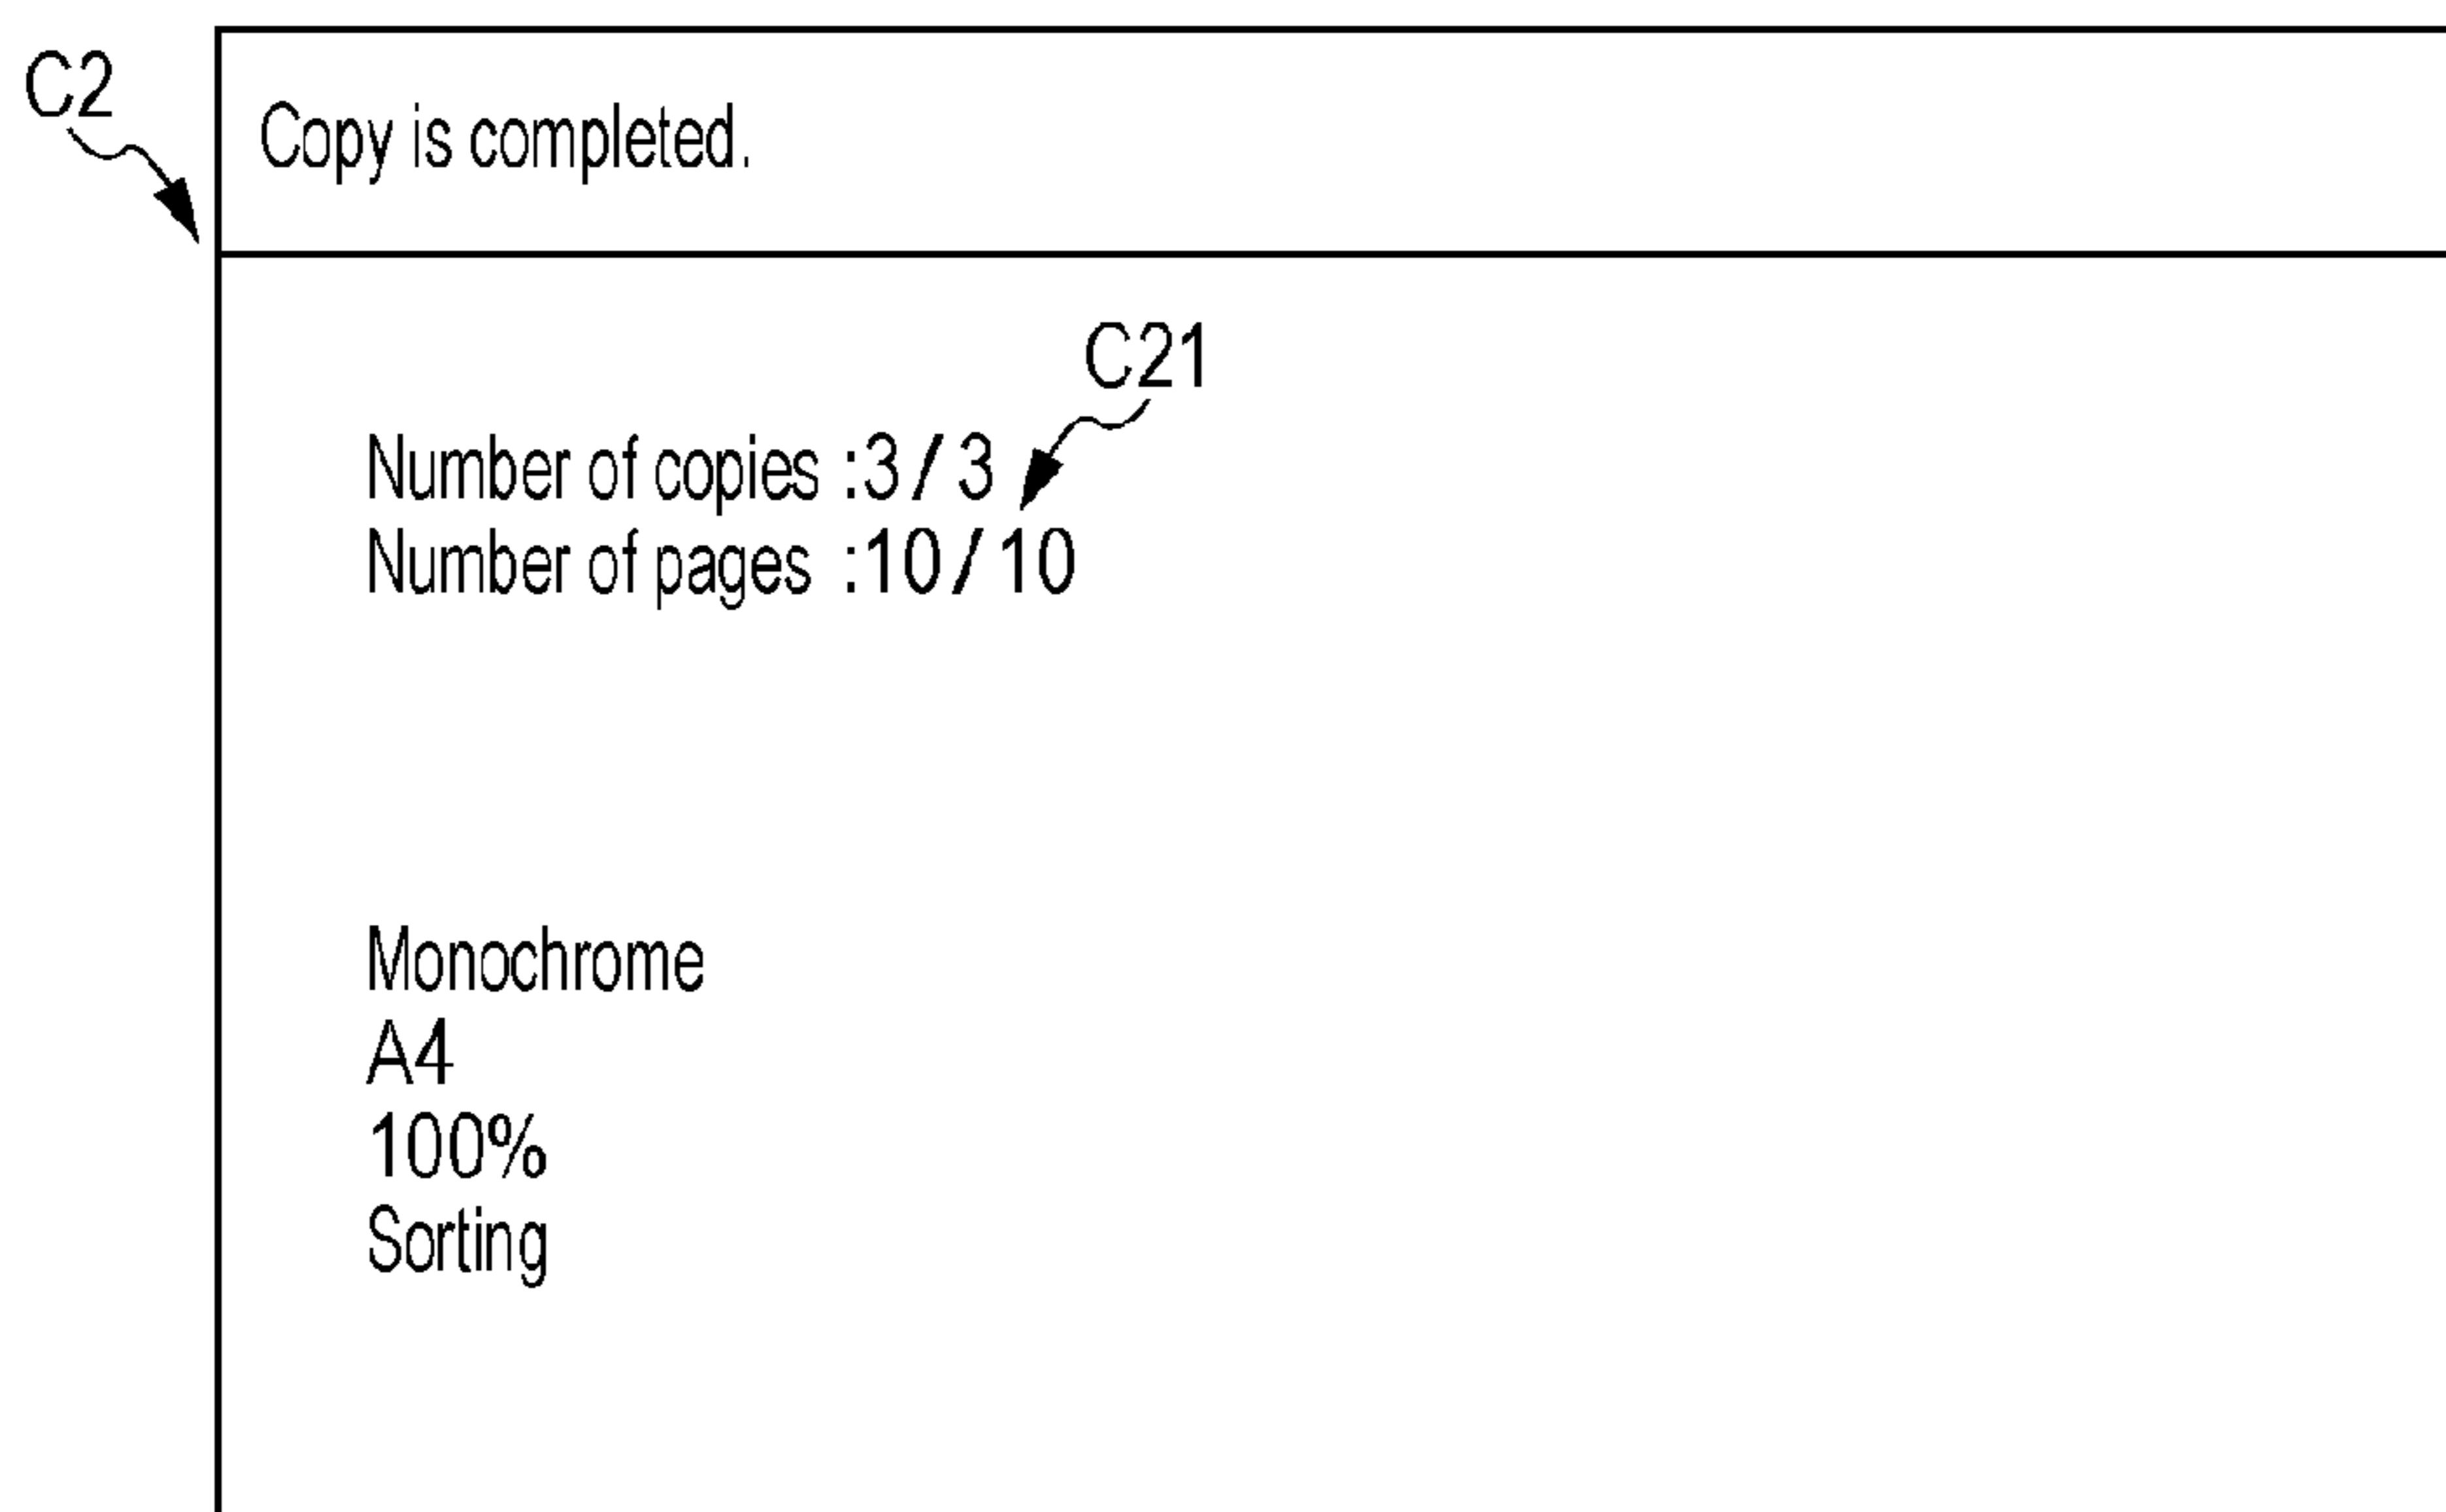 C2
Copy is completed.
C21
Number of copies :3/3
Number of pages :10/10
Monochrome
A4
100%
Sorting